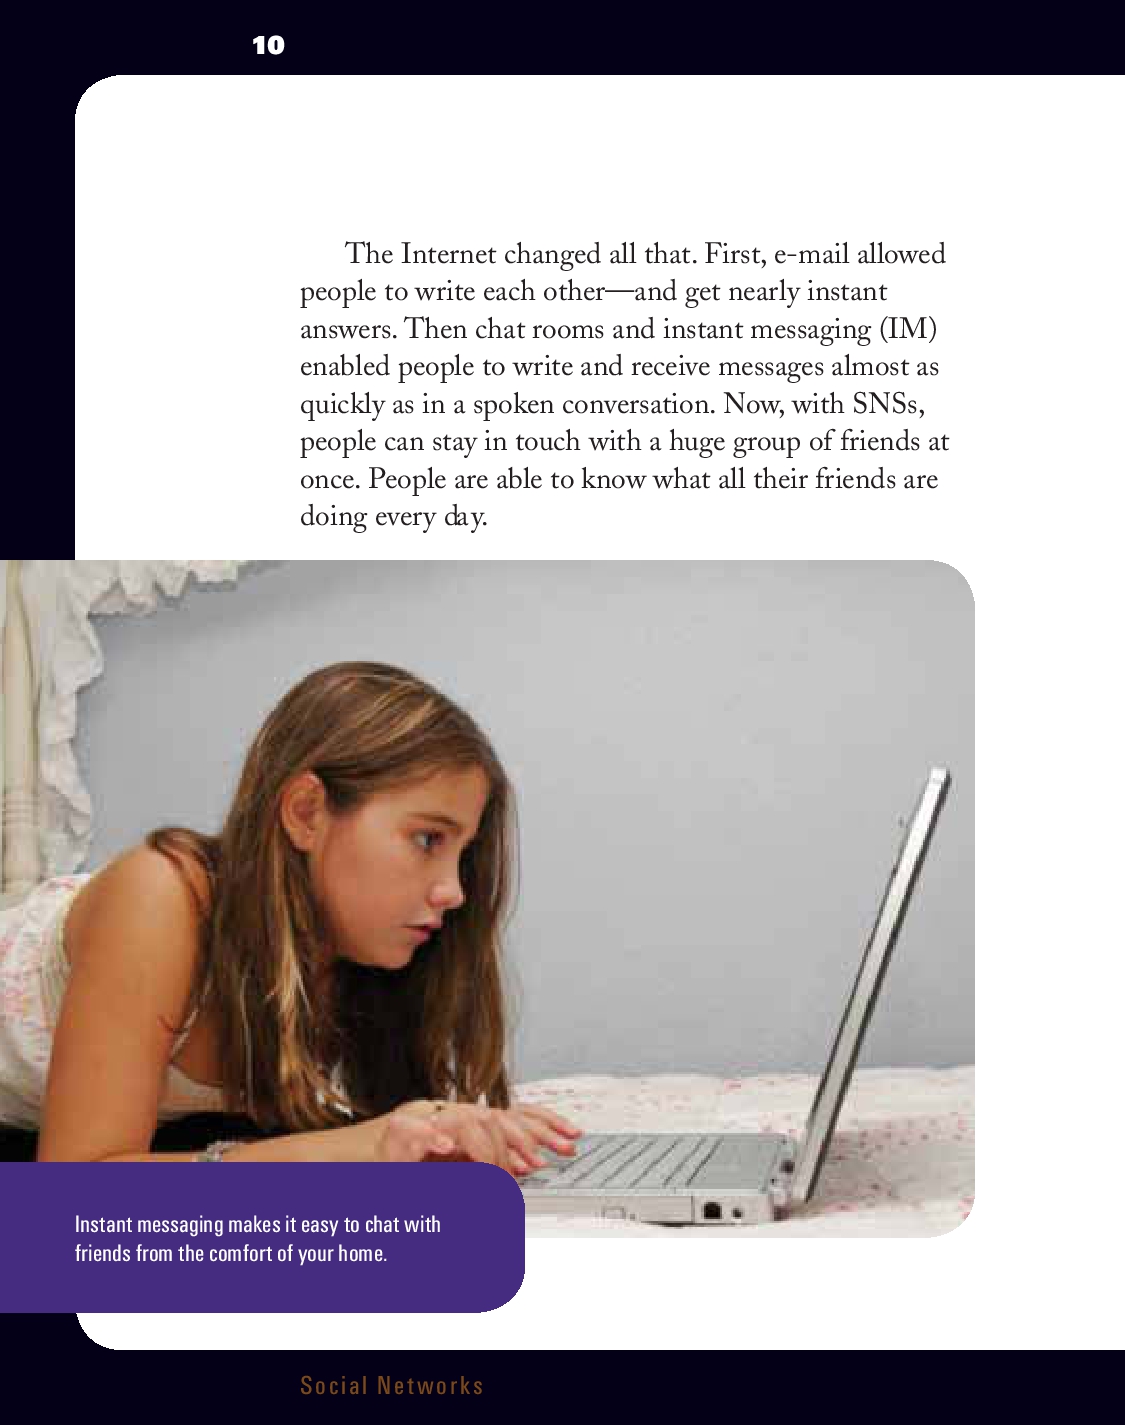 10
The Internet changed all that. First, e-mail allowed
people to write each other—and get nearly instant
answers. Then chat rooms and instant messaging (IM)
enabled people to write and receive messages almost as
quickly as in a spoken conversation. Now, with SNSs,
people can stay in touch with a huge group of friends at
once. People are able to know what all their friends are
doing every day.
Instant messaging makes it easy to chat with
friends from the comfort of your home.
Social Networks